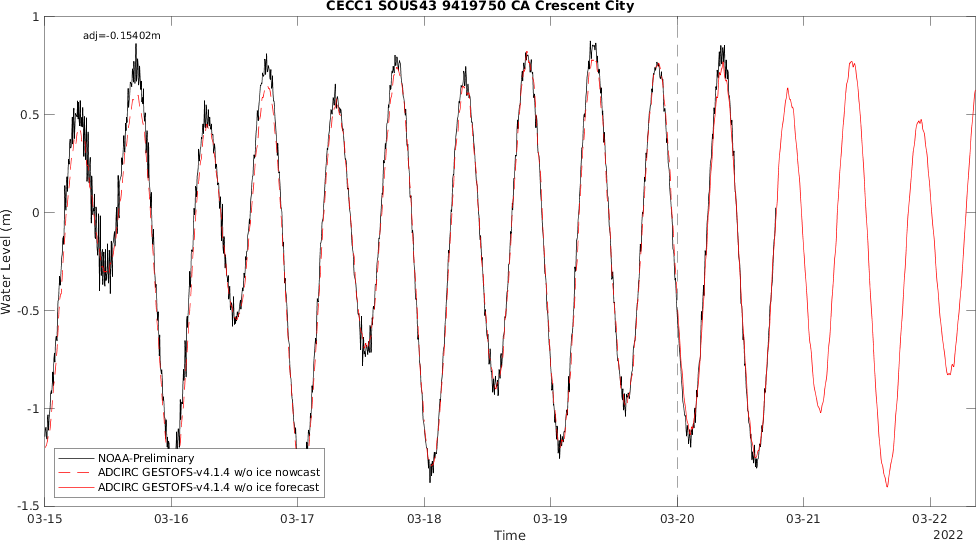 CECC1 SOUS43 9419750 CA Crescent City
adj=-0.15402m
1
0.5
0
-0.5
-1
-1.5
Water Level (m)
NOAA-Preliminary
ADCIRC GESTOFS-v4.1.4 w/o ice nowcast
ADCIRC GESTOFS-v4.1.4 w/o ice forecast
03-15 03-16 03-17 03-18 03-19 03-20 03-21 03-22
Time
2022